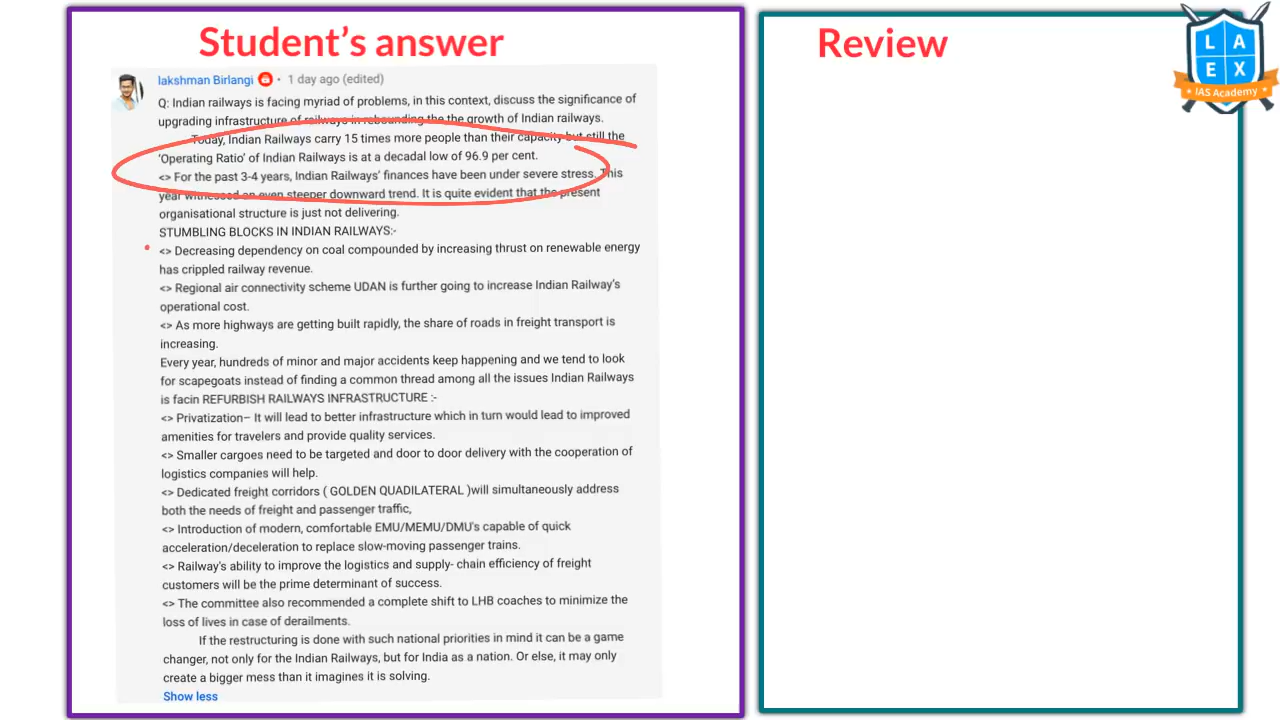 Student's answer
lakshman Birlangi • 1 day ago (edited)
Q: Indian railways is facing myriad of problems, in this context, discuss the significance of
upgrading infrastructure of railways in rebounding the the growth of Indian railways.
Today, Indian Railways carry 15 times more people than their capacity but still the
'Operating Ratio' of Indian Railways is at a decadal low of 96.9 per cent.
<> For the past 3-4 years, Indian Railways' finances have been under severe stress. This
year witnessed an even steeper downward trend. It is quite evident that the present
organisational structure is just not delivering.
STUMBLING BLOCKS IN INDIAN RAILWAYS:-
<> Decreasing dependency on coal compounded by increasing thrust on renewable energy
has crippled railway revenue.
<> Regional air connectivity scheme UDAN is further going to increase Indian Railway's
operational cost.
<> As more highways are getting built rapidly, the share of roads in freight transport is
increasing.
Every year, hundreds of minor and major accidents keep happening and we tend to look
for scapegoats instead of finding a common thread among all the issues Indian Railways
is facin REFURBISH RAILWAYS INFRASTRUCTURE :-
<> Privatization– It will lead to better infrastructure which in turn would lead to improved
amenities for travelers and provide quality services.
<> Smaller cargoes need to be targeted and door to door delivery with the cooperation of
logistics companies will help.
<> Dedicated freight corridors ( GOLDEN QUADILATERAL )will simultaneously address
both the needs of freight and passenger traffic,
<> Introduction of modern, comfortable EMU/MEMU/DMU's capable of quick
acceleration/deceleration to replace slow-moving passenger trains.
<> Railway's ability to improve the logistics and supply- chain efficiency of freight
customers will be the prime determinant of success.
<> The committee also recommended a complete shift to LHB coaches to minimize the
loss of lives in case of derailments.
If the restructuring is done with such national priorities in mind it can be a game
changer, not only for the Indian Railways, but for India as a nation. Or else, it may only
create a bigger mess than it imagines it is solving.
Show less
Review
L A
E X
IAS Academy